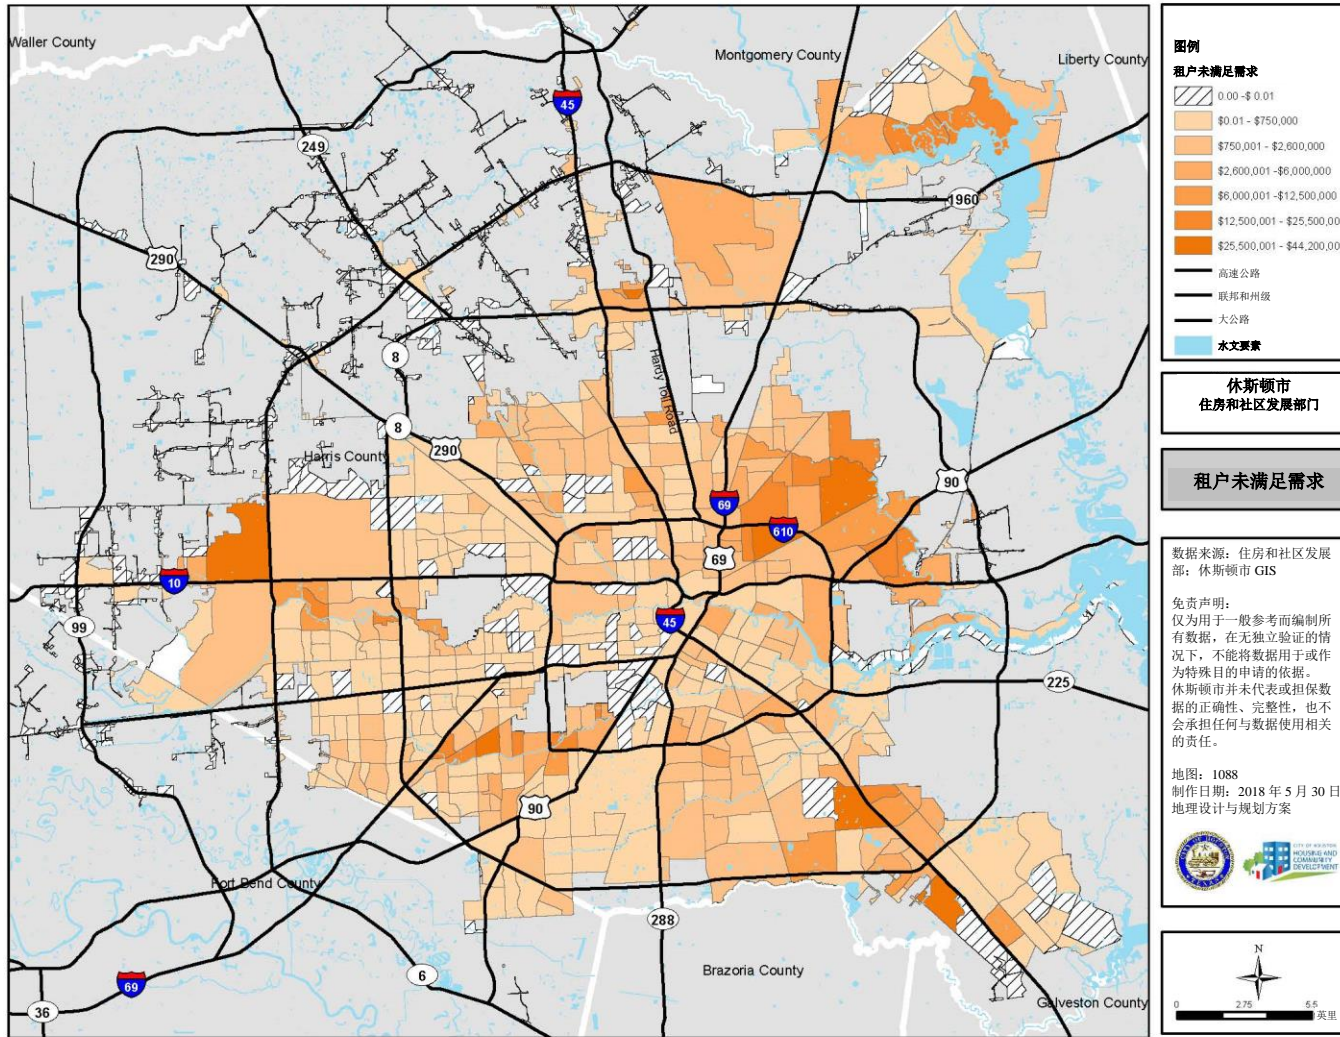 Waller County
Montgomery County
Liberty County
45
249
1960
290
8
Hardy Toll Road
8
290
Harris County
90
69
610
69
10
45
99
225
90
Fort Bend County
288
6
Brazoria County
69
36
Galveston County
图例
租户未满足需求
0.00 -$ 0.01
$0.01 - $750,000
$750,001 - $2,600,000
$2,600,001 -$6,000,000
$6,000,001 -$12,500,000
$12,500,001 - $25,500,00
$25,500,001 - $44,200,00
高速公路
联邦和州级
大公路
水文要素
休斯顿市
住房和社区发展部门
租户未满足需求
数据来源：住房和社区发展
部；休斯顿市 GIS
免责声明：
仅为用于一般参考而编制所
有数据，在无独立验证的情
况下，不能将数据用于或作
为特殊目的申请的依据。
休斯顿市并未代表或担保数
据的正确性、完整性，也不
会承担任何与数据使用相关
的责任。
地图：1088
制作日期：2018 年 5 月 30 日
地理设计与规划方案
CITY OF HOUSTON
HOUSING AND
COMMUNITY
DEVELOPMENT
N
0 2.75 5.5
英里